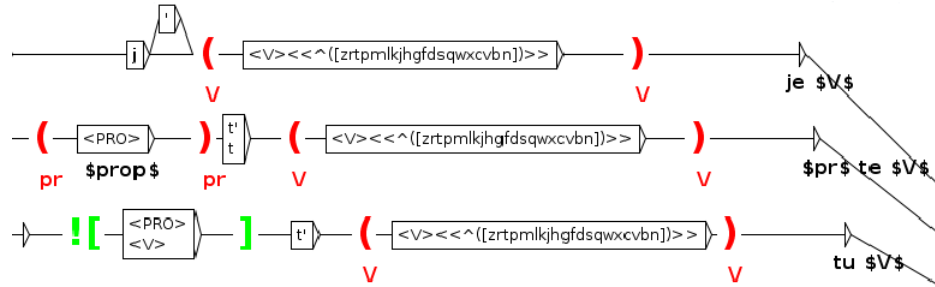 '
j ( <V><<^([zrtpmlkjhgfdsqwxcvbn])>> )
V V je $V$
( <PRO> ) t' ( <V><<^([zrtpmlkjhgfdsqwxcvbn])>> )
t
pr $prop$ pr V V $pr$ te $V$
![ <PRO> ] t' ( <V><<^([zrtpmlkjhgfdsqwxcvbn])>> )
<V>
V V tu $V$